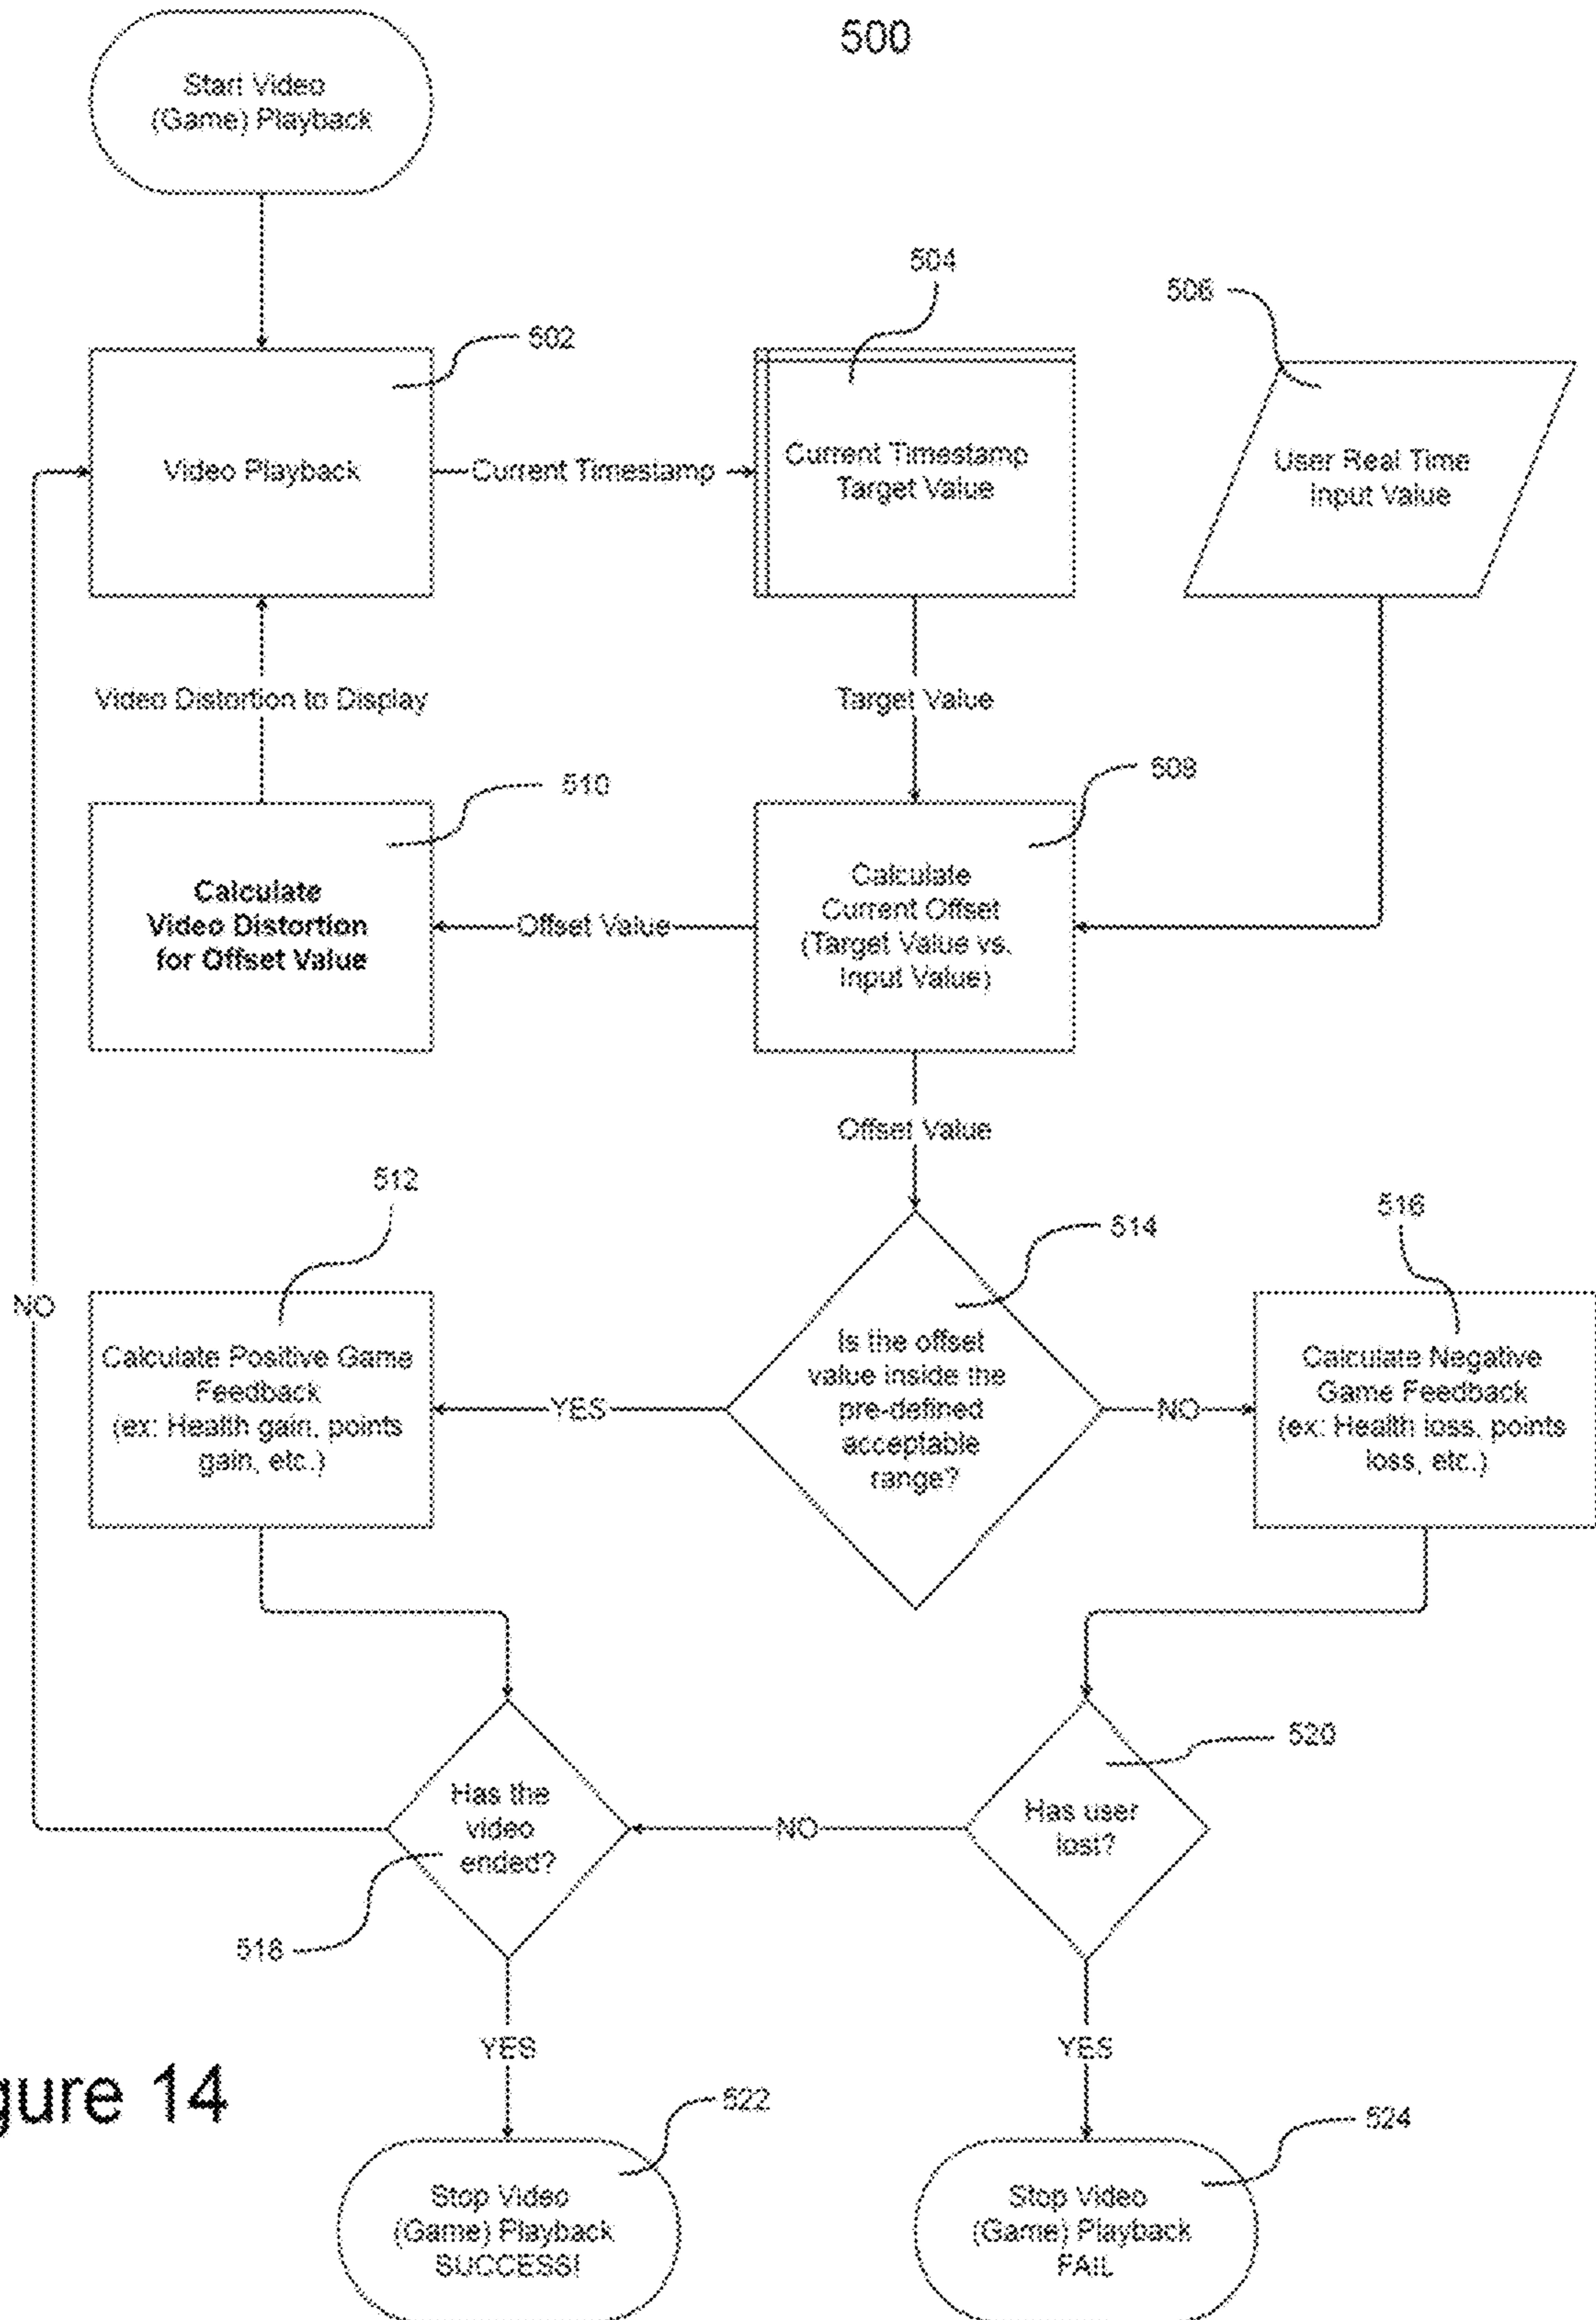 500
Start Video
(Game) Playback
504
506
502
Video Playback
Current Timestamp
Current Timestamp
Target Value
User Real Time
Input Value
Video Distortion to Display
Target Value
510
509
Calculate
Video Distortion
for Offset Value
Offset Value
Calculate
Current Offset
(Target Value vs.
Input Value)
Offset Value
512
514
516
NO
Calculate Positive Game
Feedback
(ex: Health gain, points
gain, etc.)
YES
Is the offset
value inside the
pre-defined
acceptable
range?
NO
Calculate Negative
Game Feedback
(ex: Health loss, points
loss, etc.)
520
Has the
video
ended?
NO
Has user
lost?
518
YES
YES
gure 14
522
524
Stop Video
(Game) Playback
SUCCESS!
Stop Video
(Game) Playback
FAIL